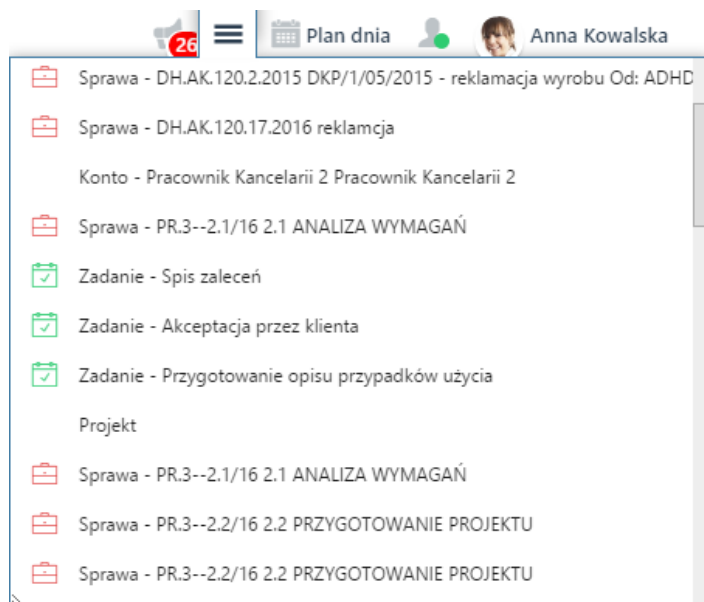 26
Plan dnia
Anna Kowalska
Sprawa - DH.AK.120.2.2015 DKP/1/05/2015 - reklamacja wyrobu Od: ADHD
Sprawa - DH.AK.120.17.2016 reklamcja
Konto - Pracownik Kancelarii 2 Pracownik Kancelarii 2
Sprawa - PR.3--2.1/16 2.1 ANALIZA WYMAGAŃ
Zadanie - Spis zaleceń
Zadanie - Akceptacja przez klienta
Zadanie - Przygotowanie opisu przypadków użycia
Projekt
Sprawa - PR.3--2.1/16 2.1 ANALIZA WYMAGAŃ
Sprawa - PR.3--2.2/16 2.2 PRZYGOTOWANIE PROJEKTU
Sprawa - PR.3--2.2/16 2.2 PRZYGOTOWANIE PROJEKTU